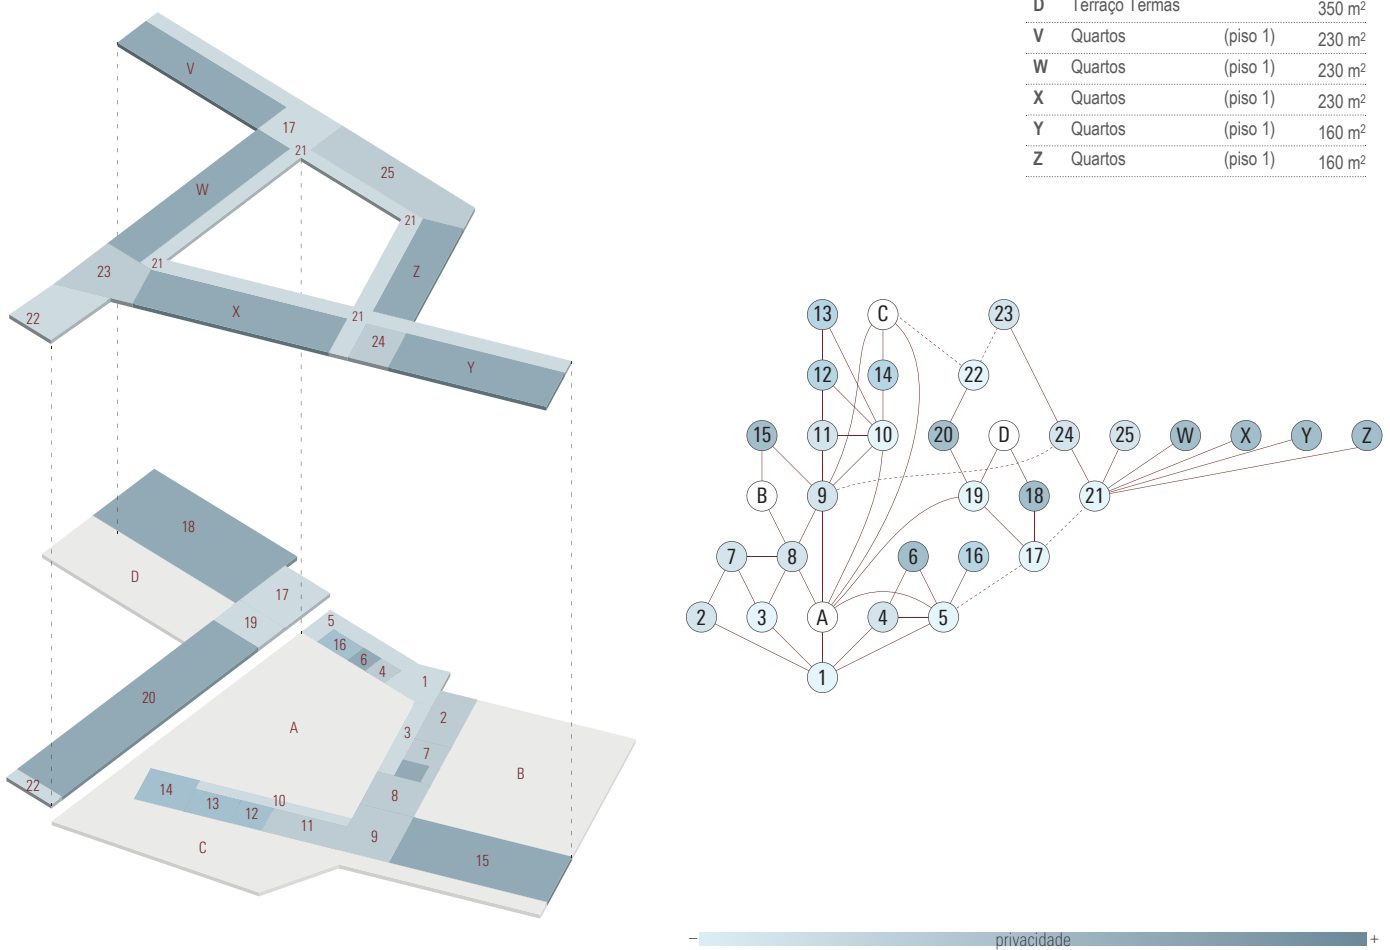 D Terraço Termas 350 m²
V Quartos (piso 1) 230 m²
W Quartos (piso 1) 230 m²
X Quartos (piso 1) 230 m²
Y Quartos (piso 1) 160 m²
Z Quartos (piso 1) 160 m²
V
17
21
25
W
21
Z
23
21
22
X
21
24
Y
18
D
17
19
5
16
6
4
1
20
A
3
2
7
B
22
14
13
12
10
11
8
9
C
15
13 C 23
12 14 22
15 11 10 20 D 24 25 W X Y Z
B 9 19 18 21
7 8 6 16 17
2 3 A 4 5
1
– privacidade +